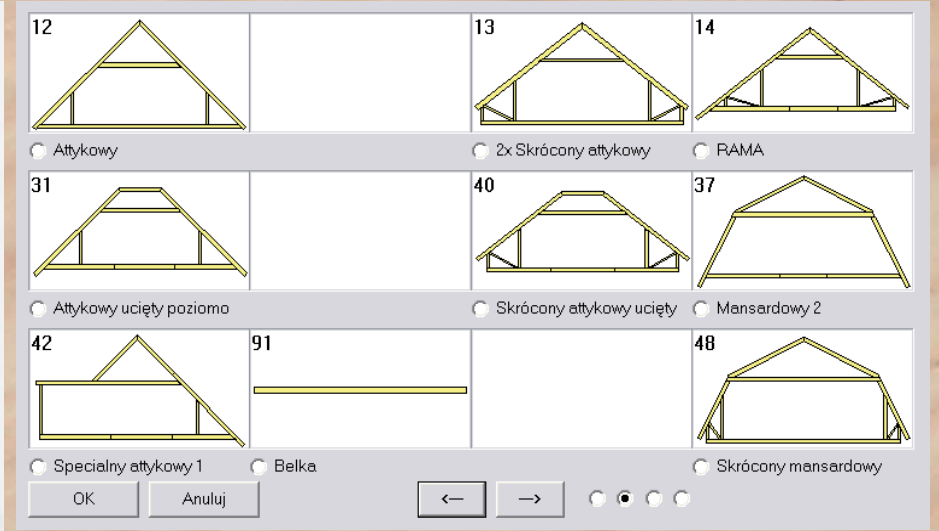 12 13 14
Attykowy 2x Skrócony attykowy RAMA
31 40 37
Attykowy ucięty poziomo Skrócony attykowy ucięty Mansardowy 2
42 91 48
Specialny attykowy 1 Belka Skrócony mansardowy
OK Anuluj <— —>